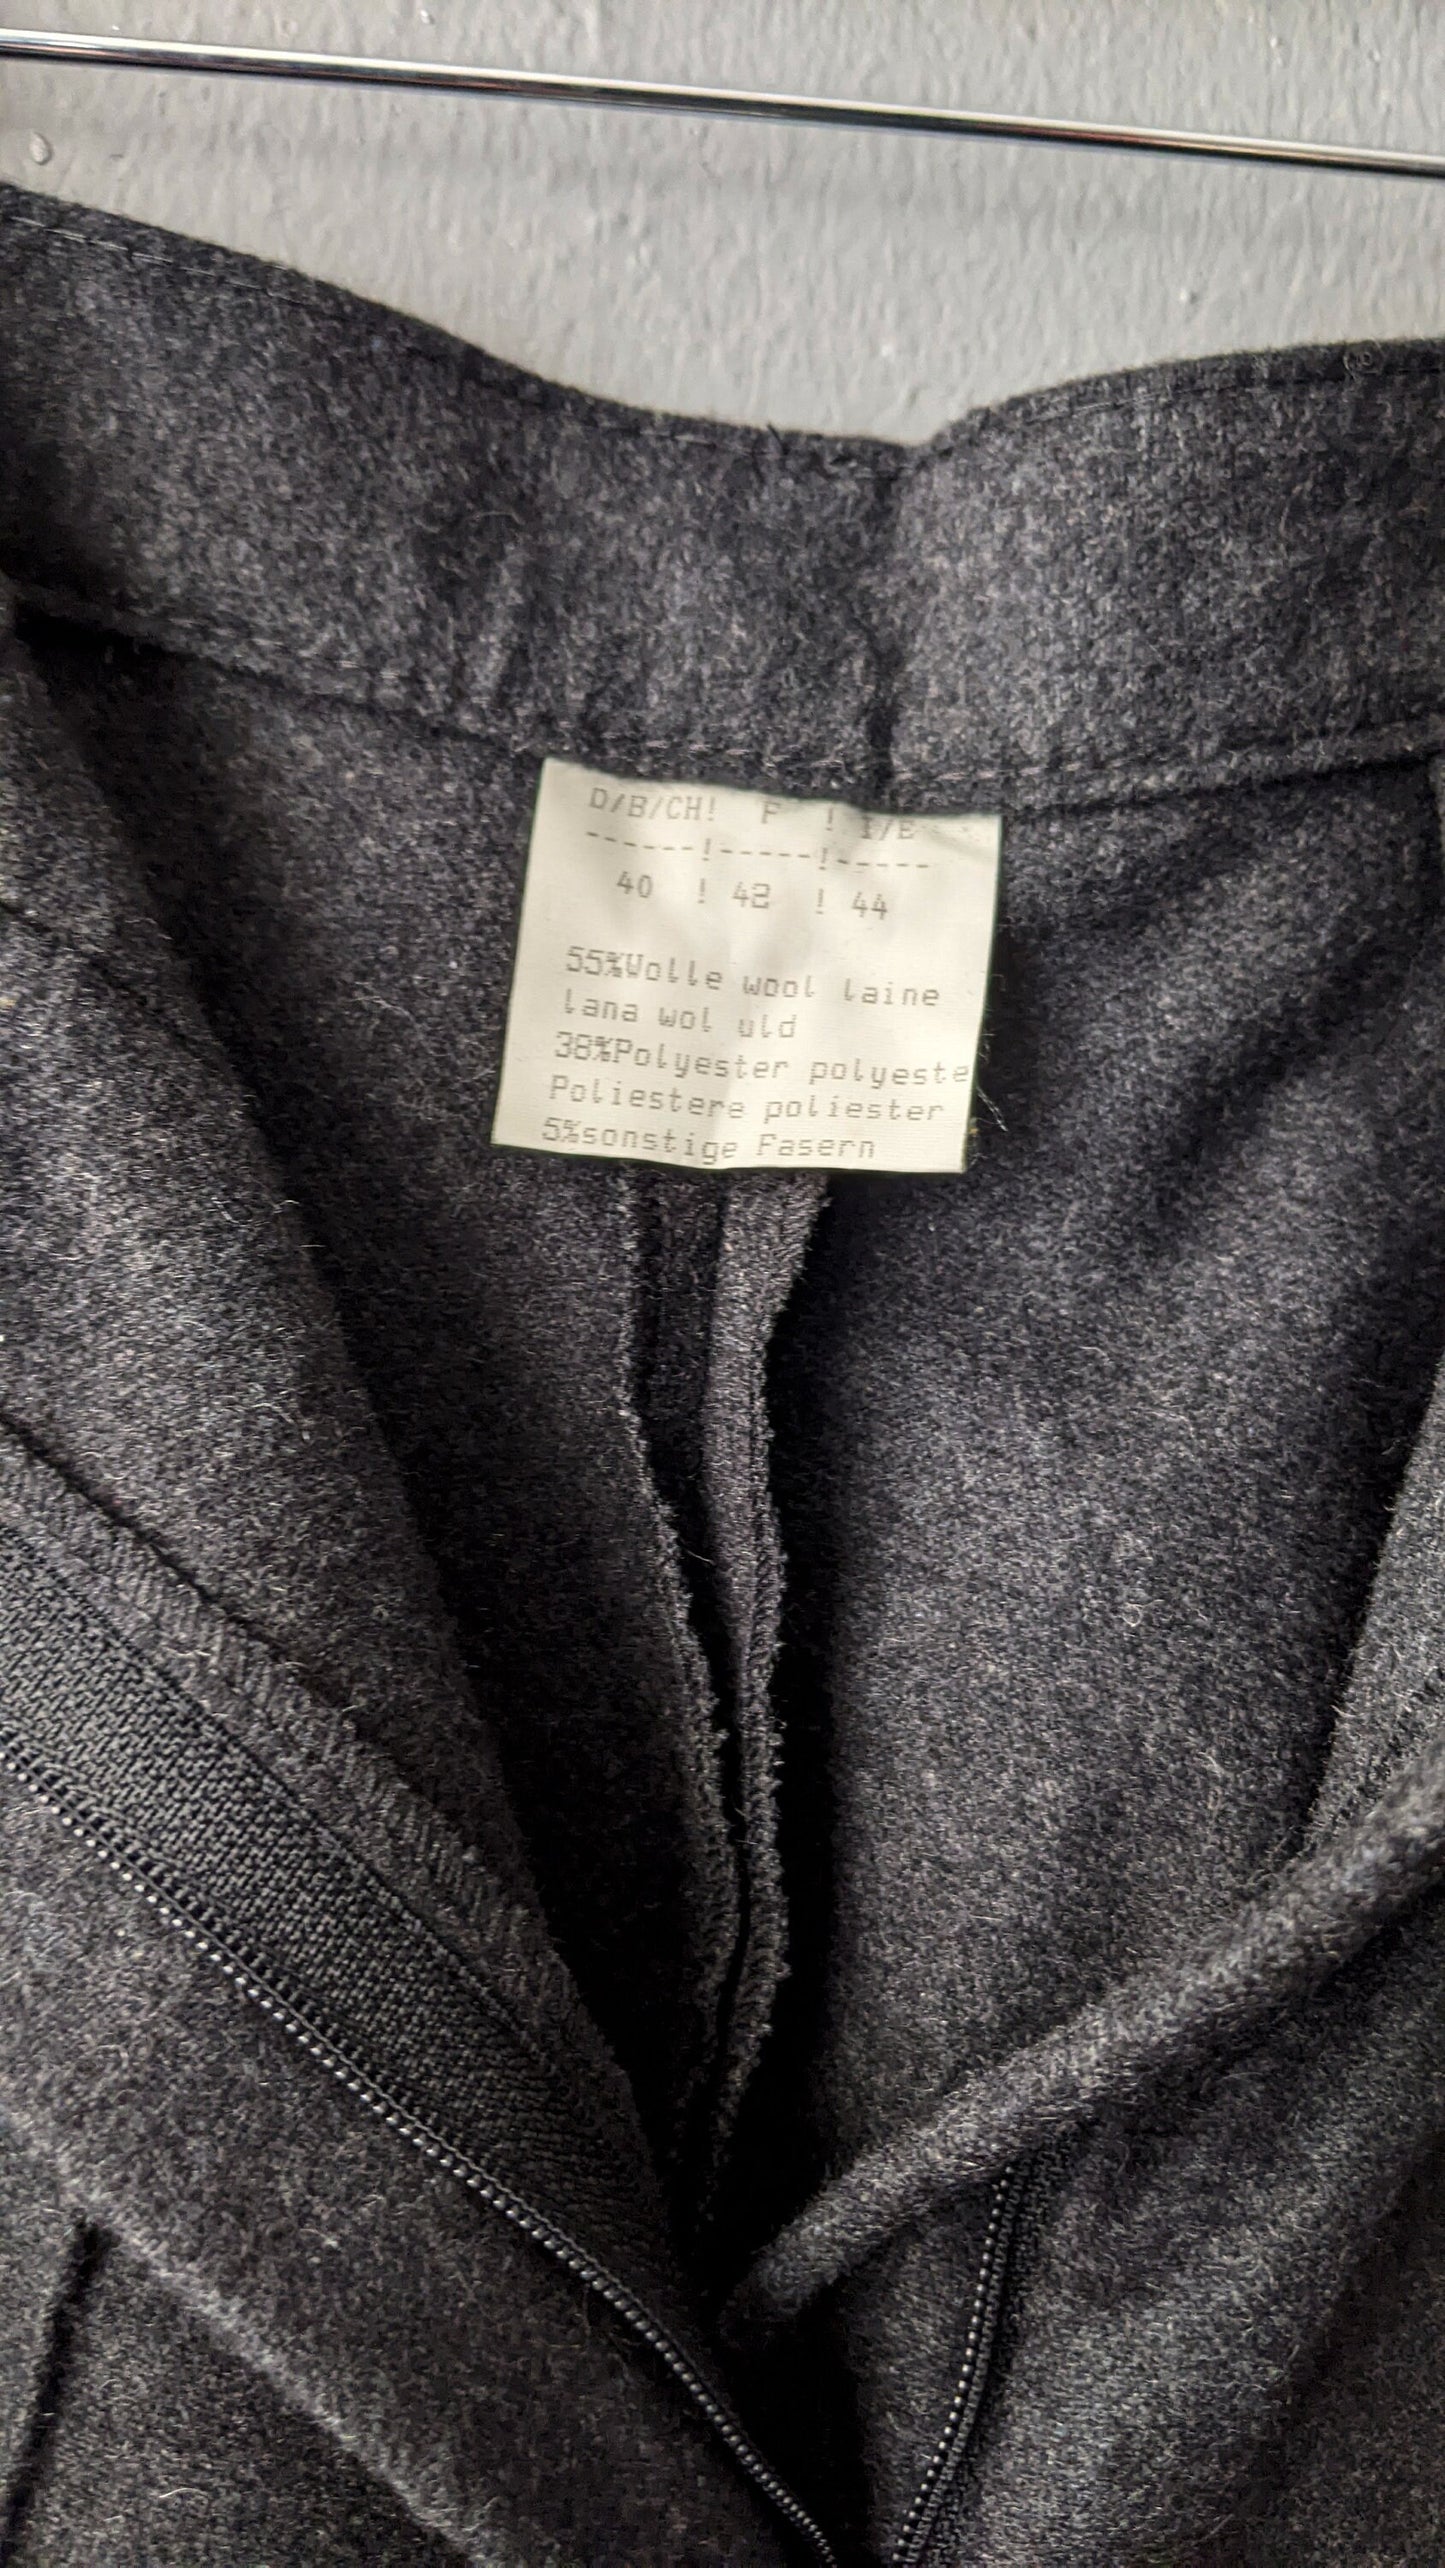 D/B/CH! F ! I/E
-----!-----!-----
40 ! 42 ! 44
55%Wolle wool laine
lana wol uld
38%Polyester polyeste
Poliestere poliester
5%sonstige Fasern